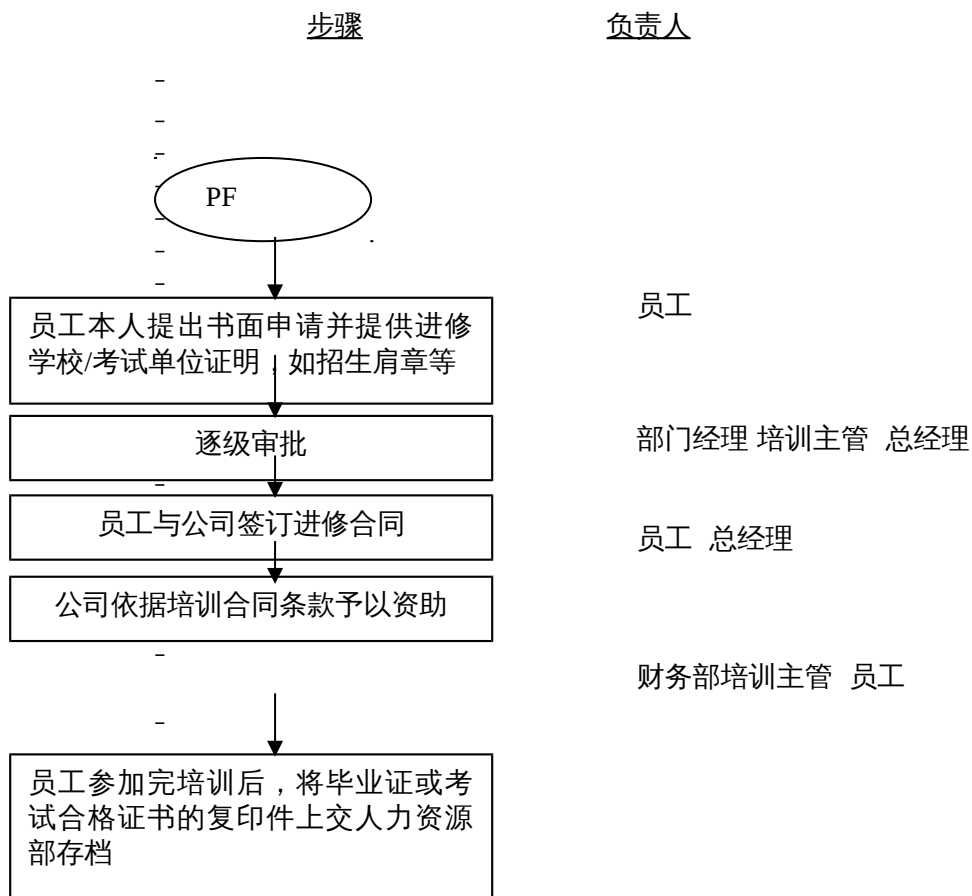 步骤 负责人
PF
员工
员工本人提出书面申请并提供进修
学校/考试单位证明，如招生肩章等
逐级审批
部门经理 培训主管 总经理
员工与公司签订进修合同
员工 总经理
公司依据培训合同条款予以资助
财务部培训主管 员工
员工参加完培训后，将毕业证或考
试合格证书的复印件上交人力资源
部存档